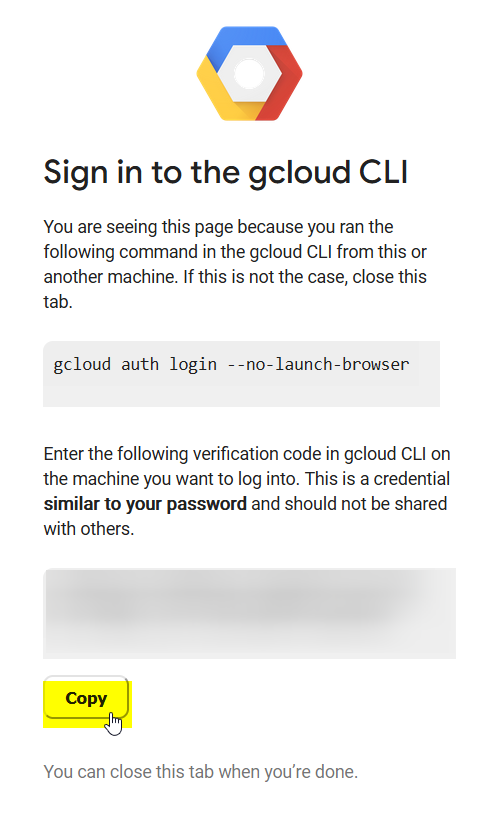 Sign in to the gcloud CLI
You are seeing this page because you ran the
following command in the gcloud CLI from this or
another machine. If this is not the case, close this
tab.
gcloud auth login --no-launch-browser
Enter the following verification code in gcloud CLI on
the machine you want to log into. This is a credential
similar to your password and should not be shared
with others.
Copy
You can close this tab when you’re done.